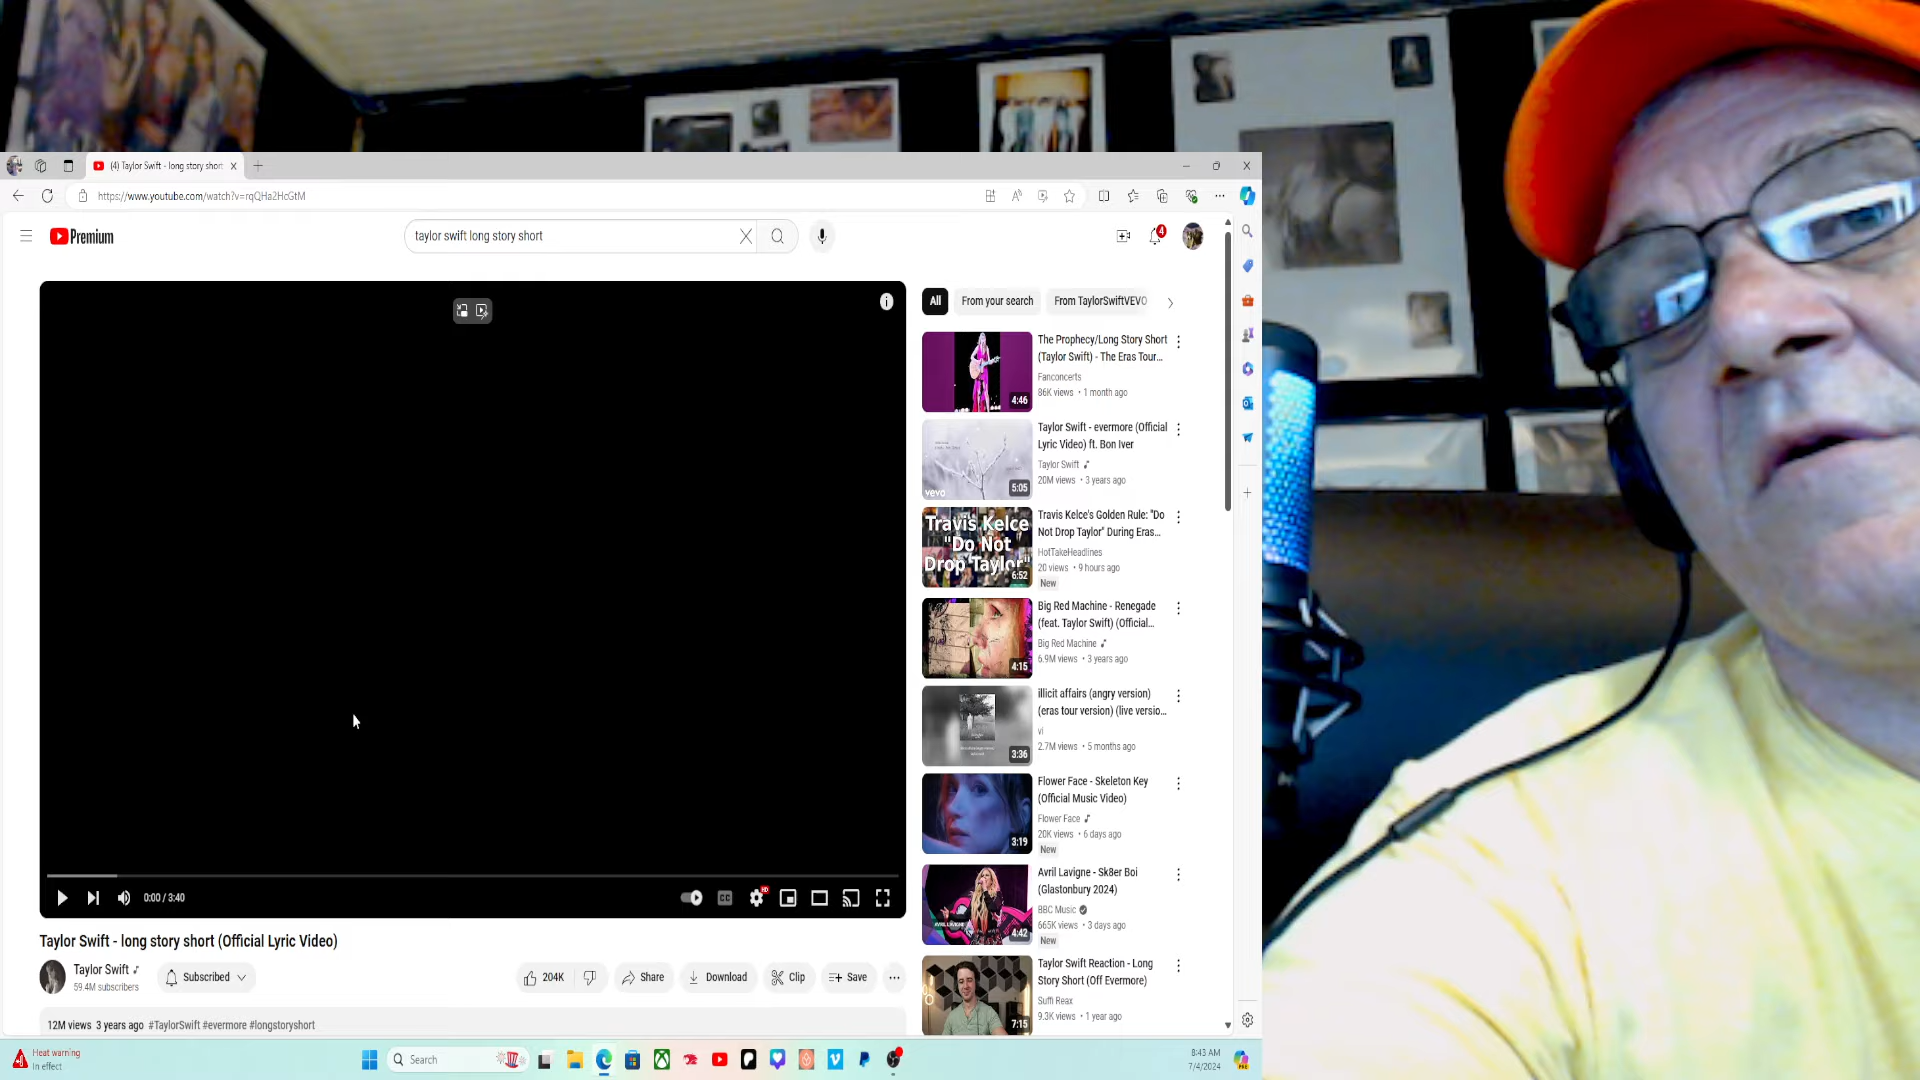 (4) Taylor Swift - long story short
https://www.youtube.com/watch?v=rqQHa2HcGtM
Premium
taylor swift long story short
4
All
From your search
From TaylorSwiftVEVO
The Prophecy/Long Story Short
(Taylor Swift) - The Eras Tour...
Fanconcerts
86K views • 1 month ago
4:46
Taylor Swift - evermore (Official
Lyric Video) ft. Bon Iver
Taylor Swift
20M views • 3 years ago
vevo
5:05
Travis Kelce
"Do Not
Drop Taylor"
6:52
Travis Kelce's Golden Rule: "Do
Not Drop Taylor" During Eras...
HotTakeHeadlines
20 views • 9 hours ago
New
Big Red Machine - Renegade
(feat. Taylor Swift) (Official...
Big Red Machine
6.9M views • 3 years ago
4:15
illicit affairs (angry version)
(eras tour version) (live versio...
vi
2.7M views • 5 months ago
3:36
Flower Face - Skeleton Key
(Official Music Video)
Flower Face
20K views • 6 days ago
New
3:19
Avril Lavigne - Sk8er Boi
(Glastonbury 2024)
BBC Music
665K views • 3 days ago
New
4:42
Taylor Swift Reaction - Long
Story Short (Off Evermore)
Suffi Reax
9.3K views • 1 year ago
7:15
0:00 / 3:40
CC
HD
Taylor Swift - long story short (Official Lyric Video)
Taylor Swift
59.4M subscribers
Subscribed
204K
Share
Download
Clip
Save
12M views 3 years ago #TaylorSwift #evermore #longstoryshort
Heat warning
In effect
Search
8:43 AM
7/4/2024